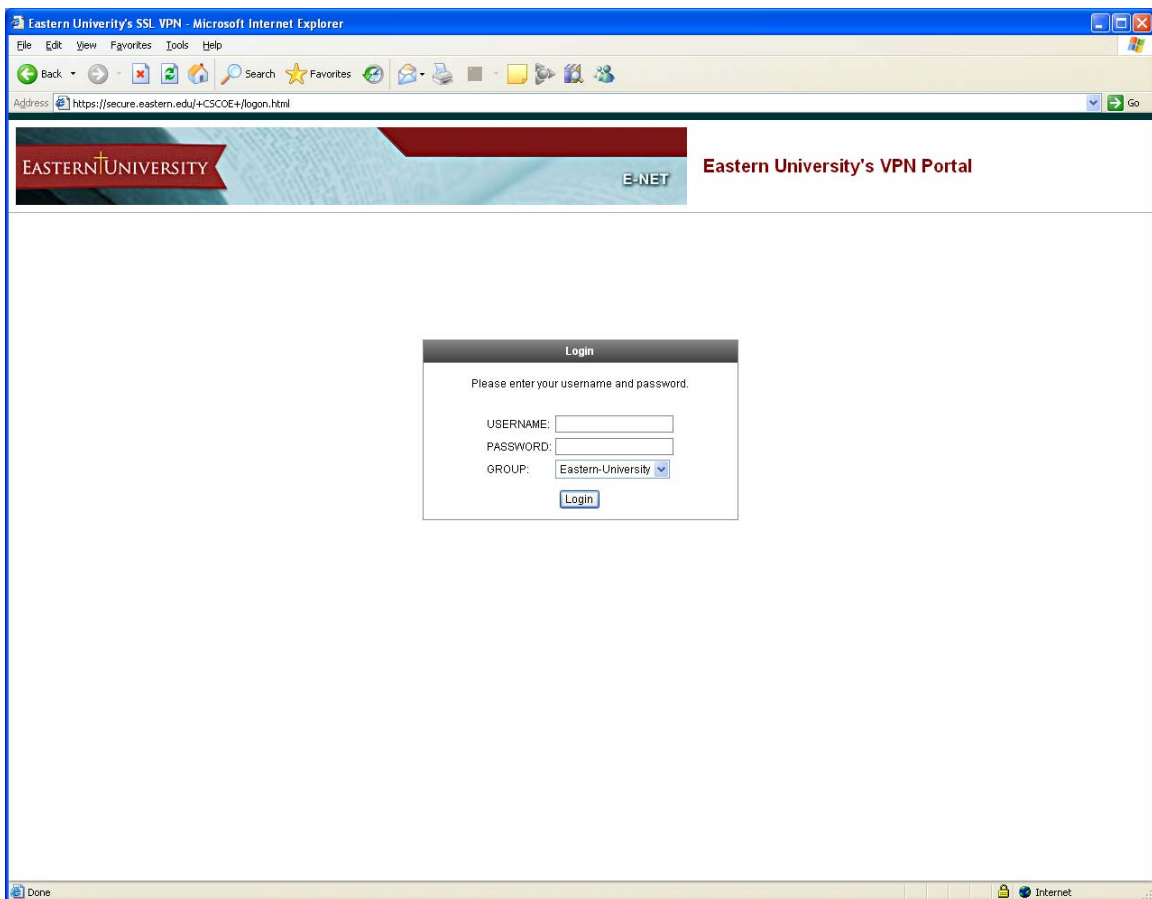 Eastern Univerity's SSL VPN - Microsoft Internet Explorer
File Edit View Favorites Tools Help
Back Search Favorites
Address https://secure.eastern.edu/+CSCOE+/logon.html Go
EASTERN UNIVERSITY
E-NET
Eastern University's VPN Portal
Login
Please enter your username and password.
USERNAME:
PASSWORD:
GROUP: Eastern-University
Login
Done Internet